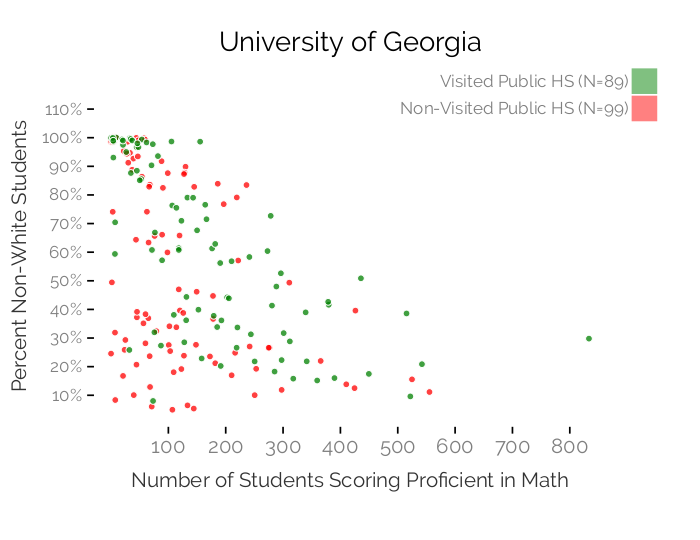 University of Georgia
Visited Public HS (N=89)
Non-Visited Public HS (N=99)
Percent Non-White Students
110%
100%
90%
80%
70%
60%
50%
40%
30%
20%
10%
100 200 300 400 500 600 700 800
Number of Students Scoring Proficient in Math